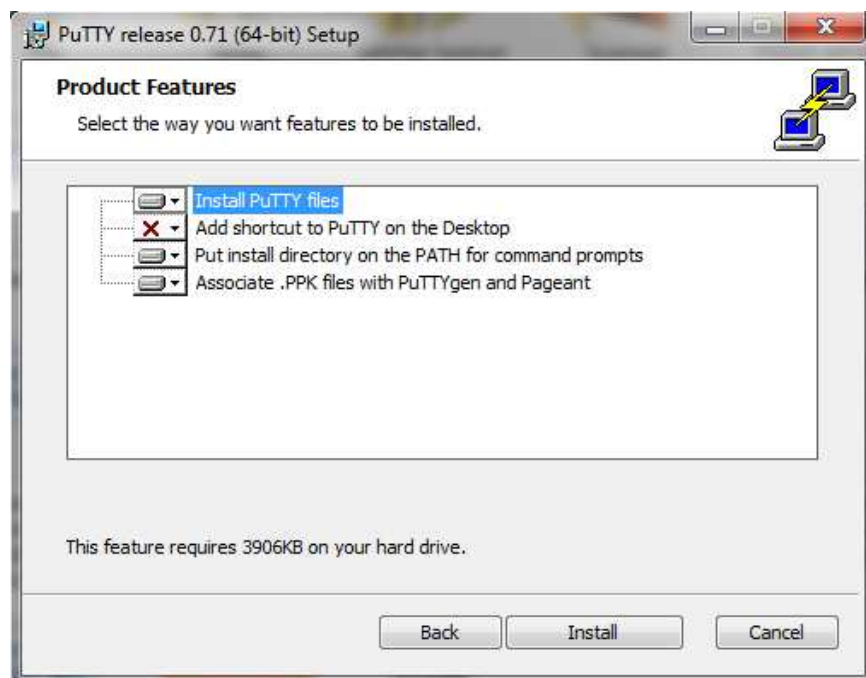 PuTTY release 0.71 (64-bit) Setup
Product Features
Select the way you want features to be installed.
Install PuTTY files
Add shortcut to PuTTY on the Desktop
Put install directory on the PATH for command prompts
Associate .PPK files with PuTTYgen and Pageant
This feature requires 3906KB on your hard drive.
Back Install Cancel